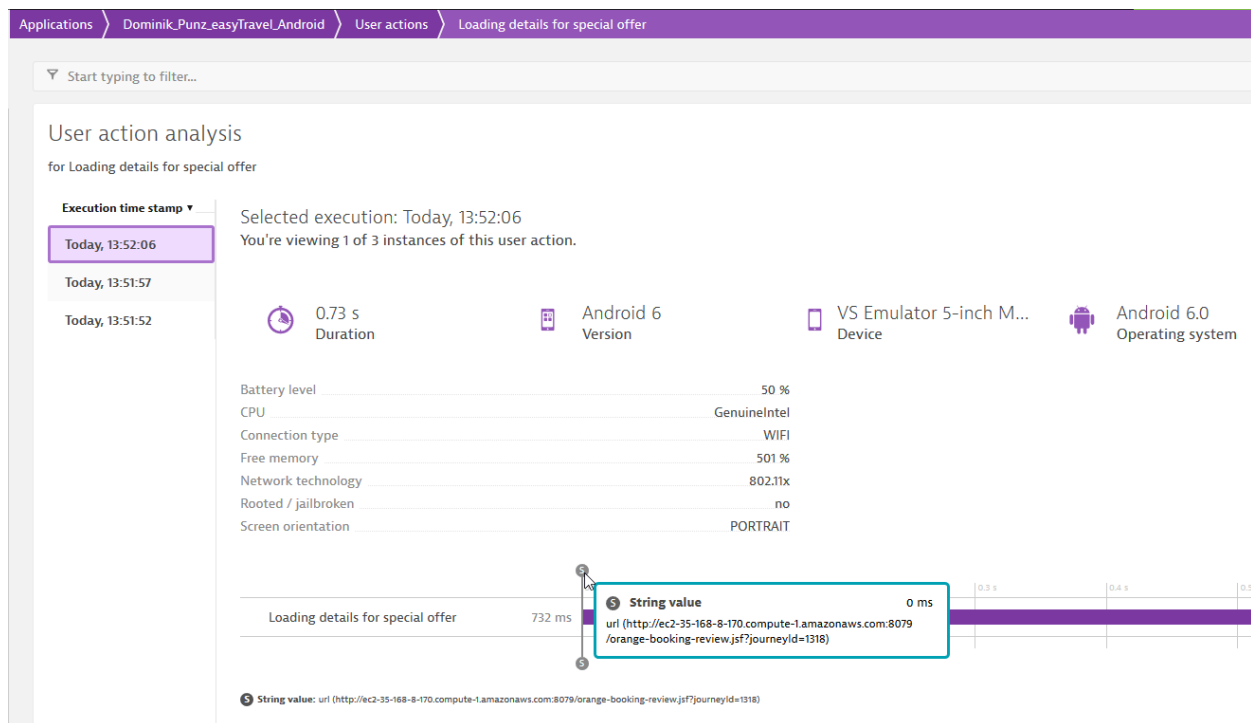 Applications Dominik_Punz_easyTravel_Android User actions Loading details for special offer
Start typing to filter...
User action analysis
for Loading details for special offer
Execution time stamp ▼
Today, 13:52:06
Today, 13:51:57
Today, 13:51:52
Selected execution: Today, 13:52:06
You're viewing 1 of 3 instances of this user action.
0.73 s
Duration
Android 6
Version
VS Emulator 5-inch M...
Device
Android 6.0
Operating system
Battery level 50 %
CPU GenuineIntel
Connection type WIFI
Free memory 501 %
Network technology 802.11x
Rooted / jailbroken no
Screen orientation PORTRAIT
S
0.3 s 0.4 s 0.5
Loading details for special offer 732 ms
S String value 0 ms
url (http://ec2-35-168-8-170.compute-1.amazonaws.com:8079
/orange-booking-review.jsf?journeyId=1318)
S
S String value: url (http://ec2-35-168-8-170.compute-1.amazonaws.com:8079/orange-booking-review.jsf?journeyId=1318)